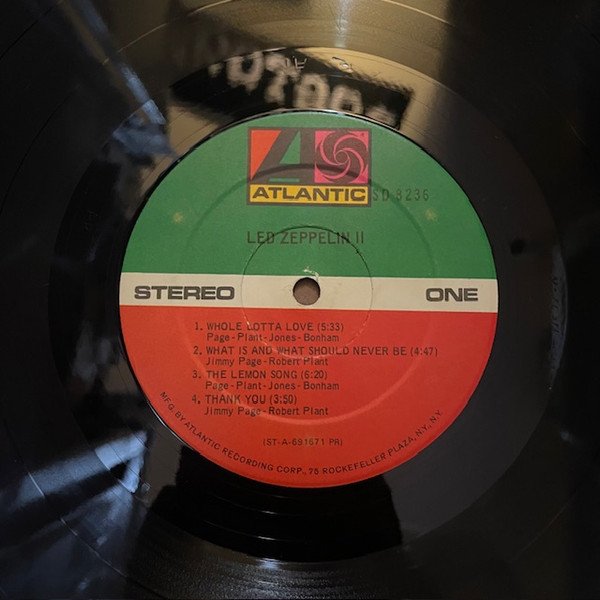 ATLANTIC
SD 8236
LED ZEPPELIN II
STEREO ONE
1. WHOLE LOTTA LOVE (5:33)
Page-Plant-Jones-Bonham
2. WHAT IS AND WHAT SHOULD NEVER BE (4:47)
Jimmy Page-Robert Plant
3. THE LEMON SONG (6:20)
Page-Plant-Jones-Bonham
4. THANK YOU (3:50)
Jimmy Page-Robert Plant
(ST-A-691671 PR)
MFG. BY ATLANTIC RECORDING CORP., 75 ROCKEFELLER PLAZA, N.Y., N.Y.